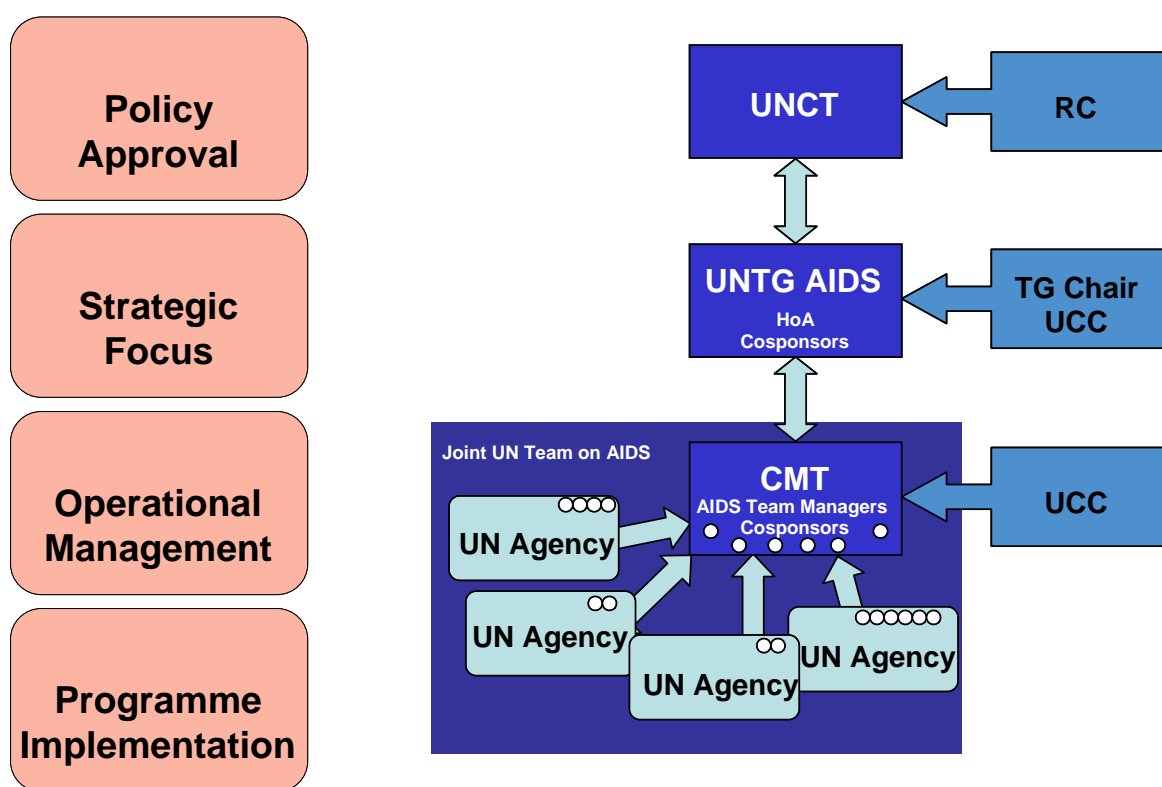 Policy
Approval
UNCT
RC
Strategic
Focus
UNTG AIDS
HoA
Cosponsors
TG Chair
UCC
Operational
Management
Joint UN Team on AIDS
CMT
AIDS Team Managers
Cosponsors
UCC
UN Agency
UN Agency
UN Agency
UN Agency
Programme
Implementation